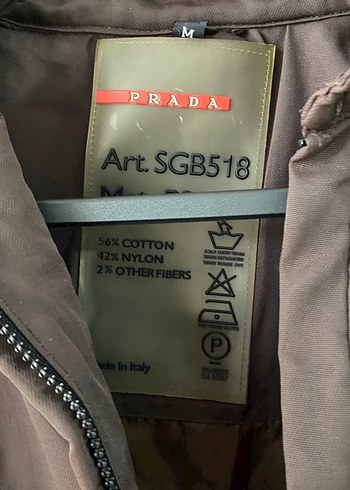 M
PRADA
Art. SGB518
56% COTTON
42% NYLON
2% OTHER FIBERS
P
Made in Italy